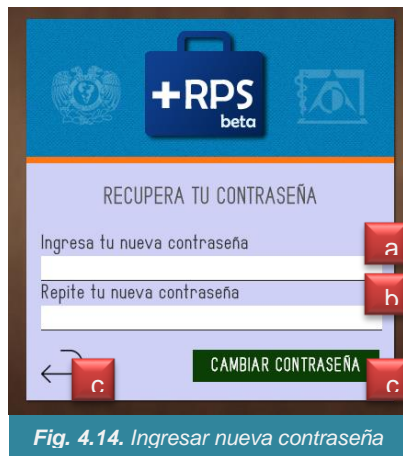 +RPS
beta
RECUPERA TU CONTRASEÑA
Ingresa tu nueva contraseña
a
Repite tu nueva contraseña
b
c
CAMBIAR CONTRASEÑA
c
Fig. 4.14. Ingresar nueva contraseña